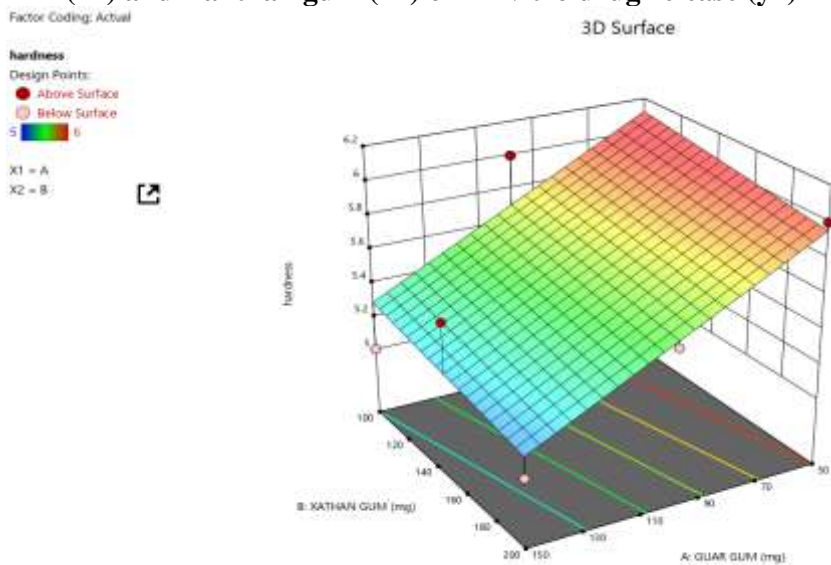 Factor Coding: Actual
3D Surface
hardness
Design Points:
Above Surface
Below Surface
5 6
X1 = A
X2 = B
6.2
6
5.8
5.6
5.4
5.2
5
hardness
100
120
140
160
180
200
B: XATHAN GUM (mg)
150
130
110
90
70
50
A: GUAR GUM (mg)